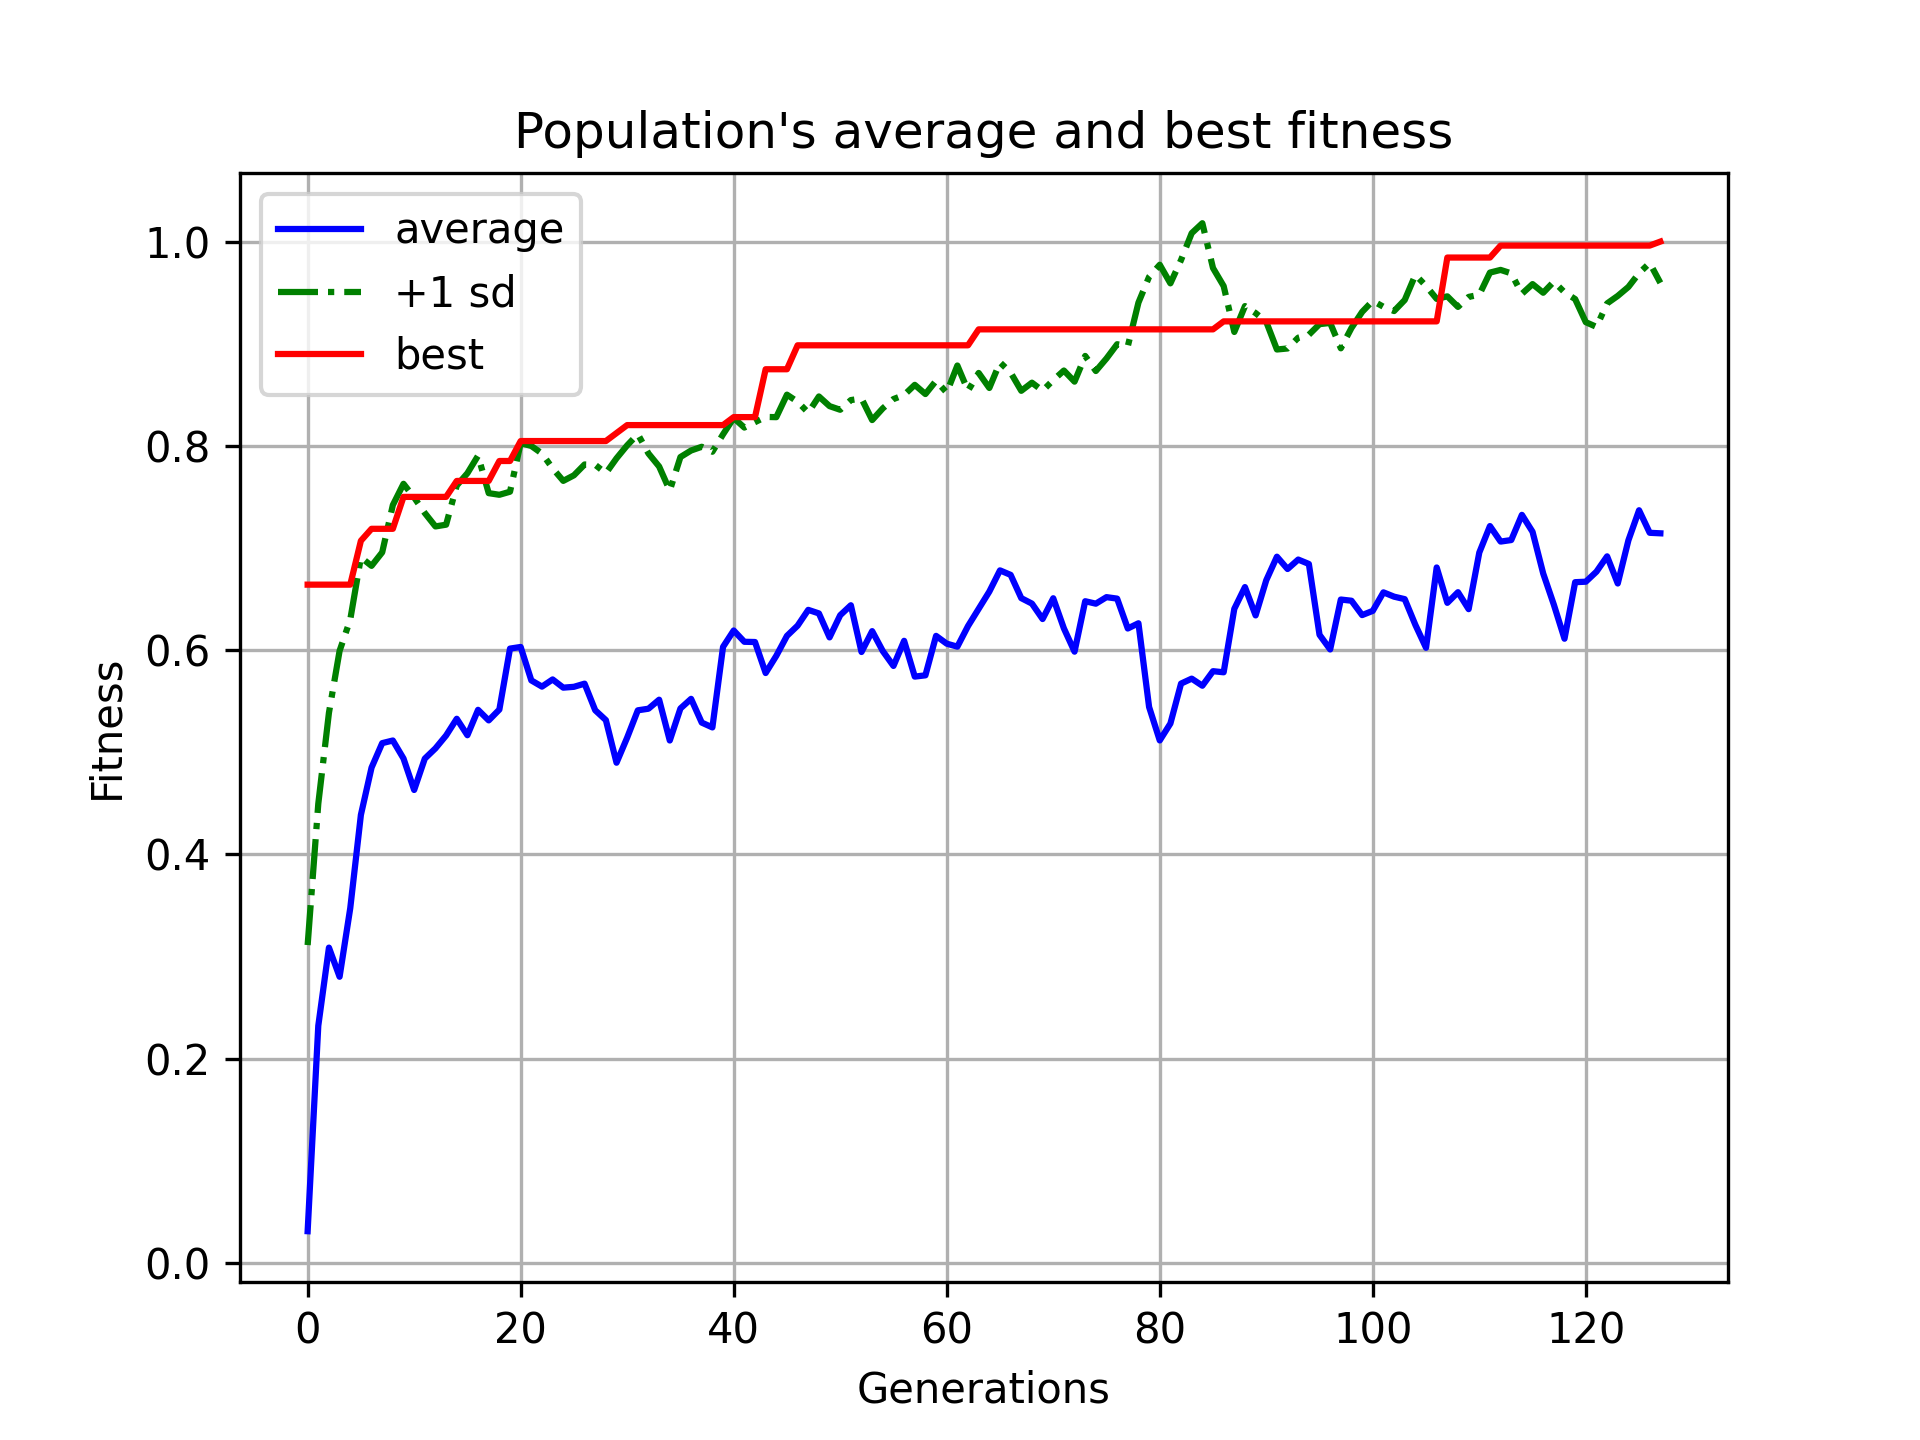 Population's average and best fitness
average
+1 sd
best
1.0
0.8
0.6
0.4
0.2
0.0
Fitness
0 20 40 60 80 100 120
Generations